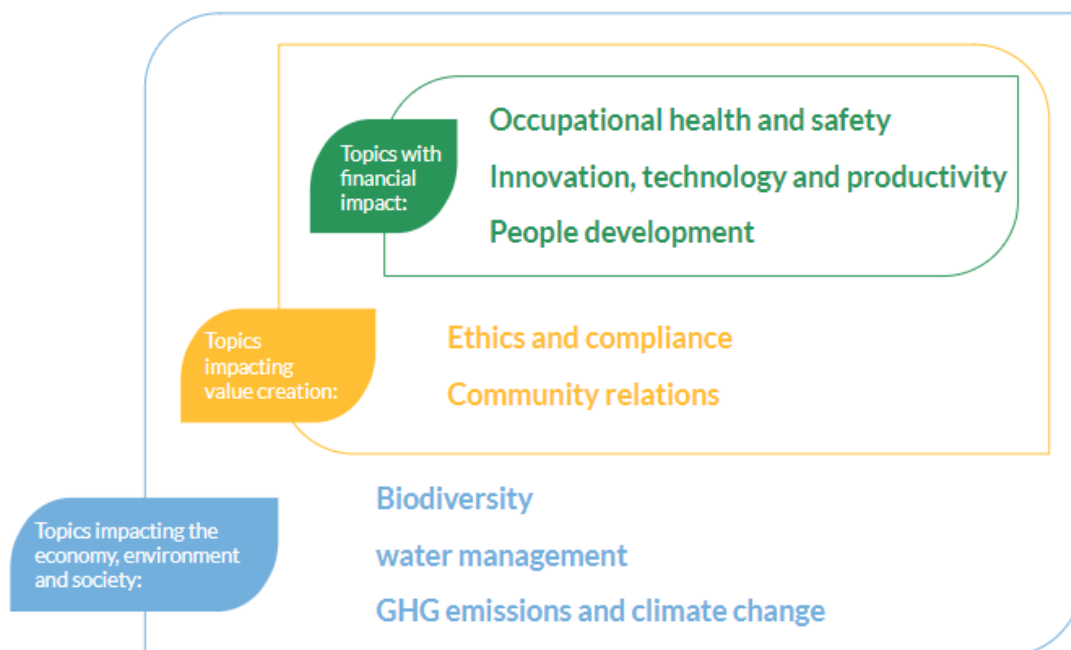 Topics with
financial
impact:
Occupational health and safety
Innovation, technology and productivity
People development
Topics
impacting
value creation:
Ethics and compliance
Community relations
Topics impacting the
economy, environment
and society:
Biodiversity
water management
GHG emissions and climate change